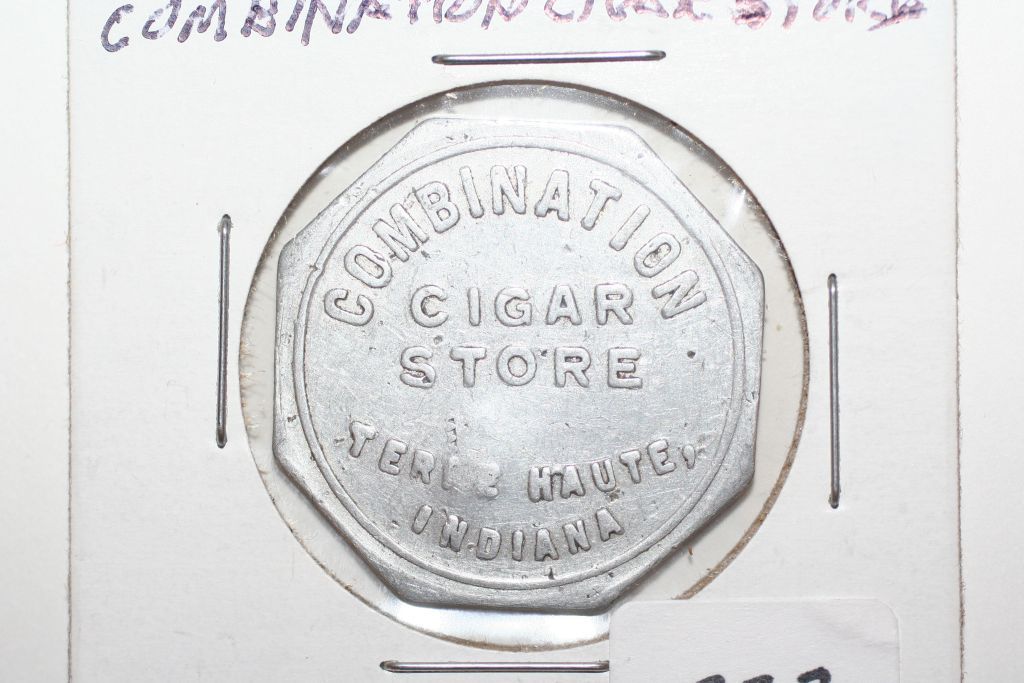 COMBINATION CIGAR STORE
COMBINATION
CIGAR
STORE
TERRE HAUTE,
INDIANA